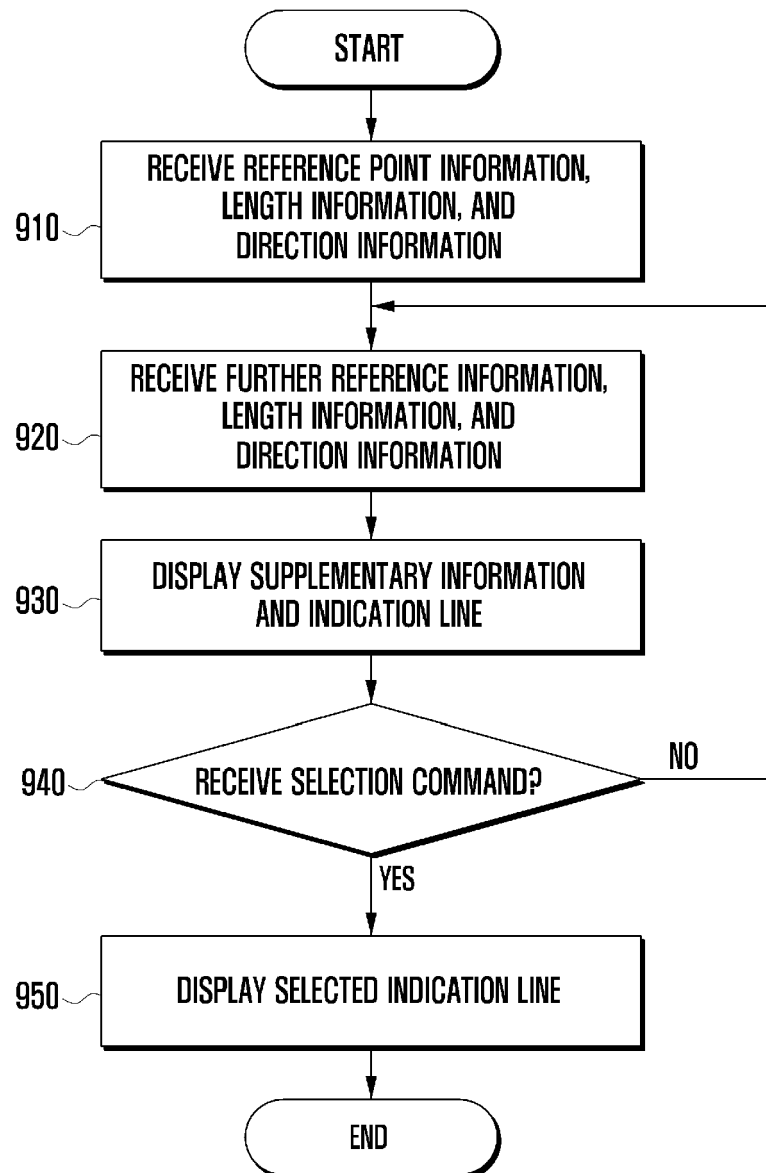 START
RECEIVE REFERENCE POINT INFORMATION,
LENGTH INFORMATION, AND
DIRECTION INFORMATION
910
RECEIVE FURTHER REFERENCE INFORMATION,
LENGTH INFORMATION, AND
DIRECTION INFORMATION
920
DISPLAY SUPPLEMENTARY INFORMATION
AND INDICATION LINE
930
RECEIVE SELECTION COMMAND?
940
NO
YES
DISPLAY SELECTED INDICATION LINE
950
END